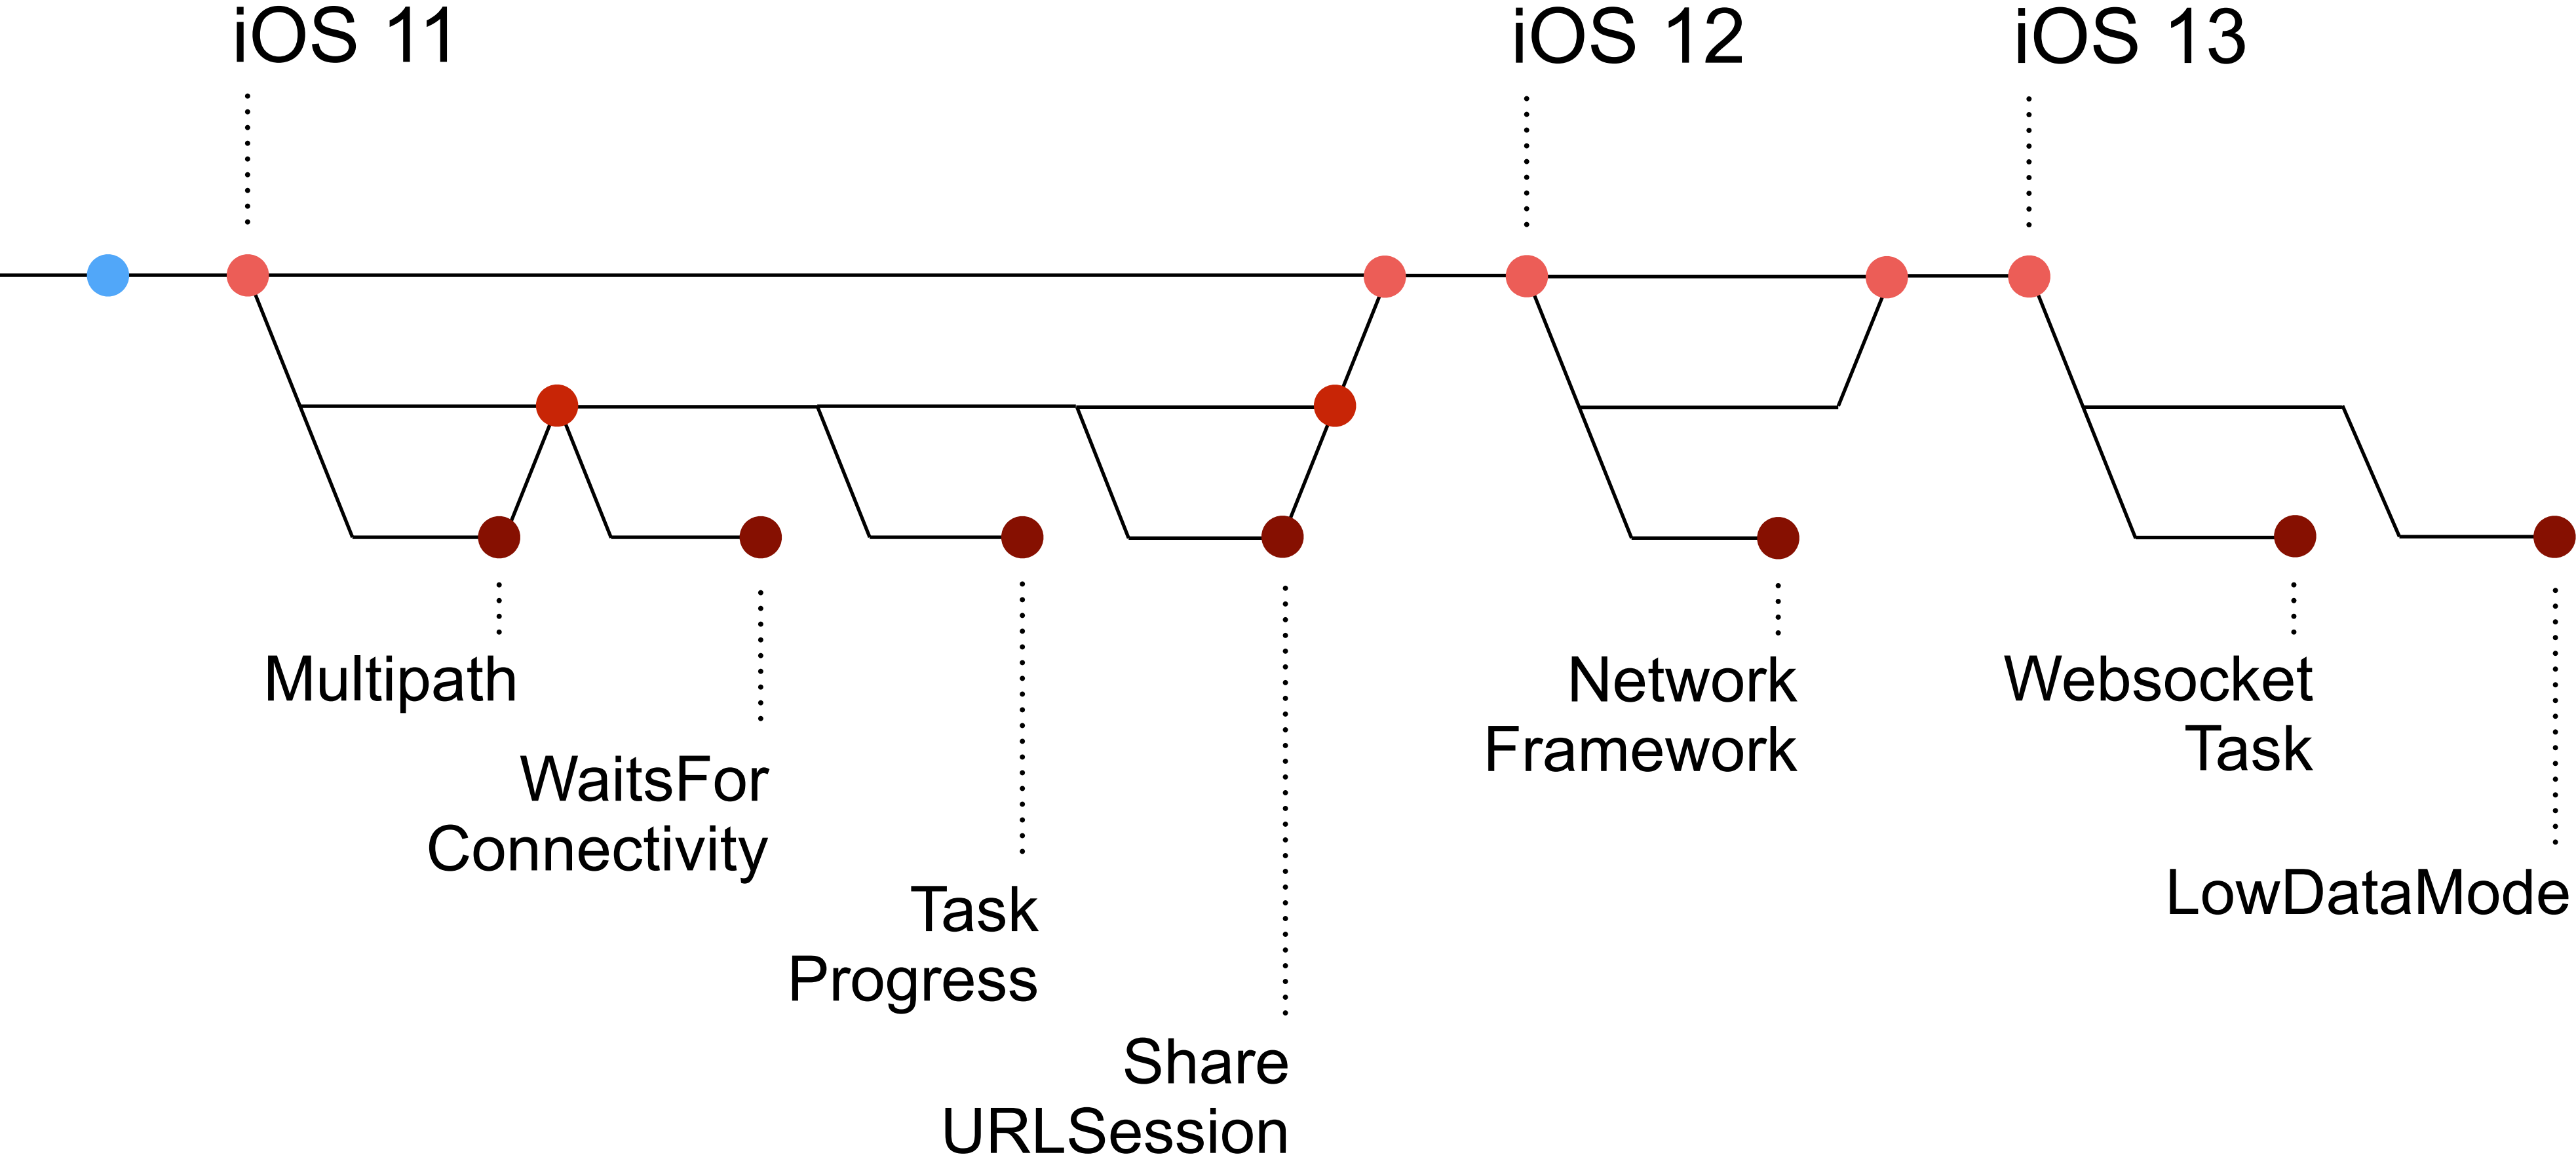 iOS 11
iOS 12
iOS 13
Multipath
WaitsFor
Connectivity
Task
Progress
Share
URLSession
Network
Framework
Websocket
Task
LowDataMode